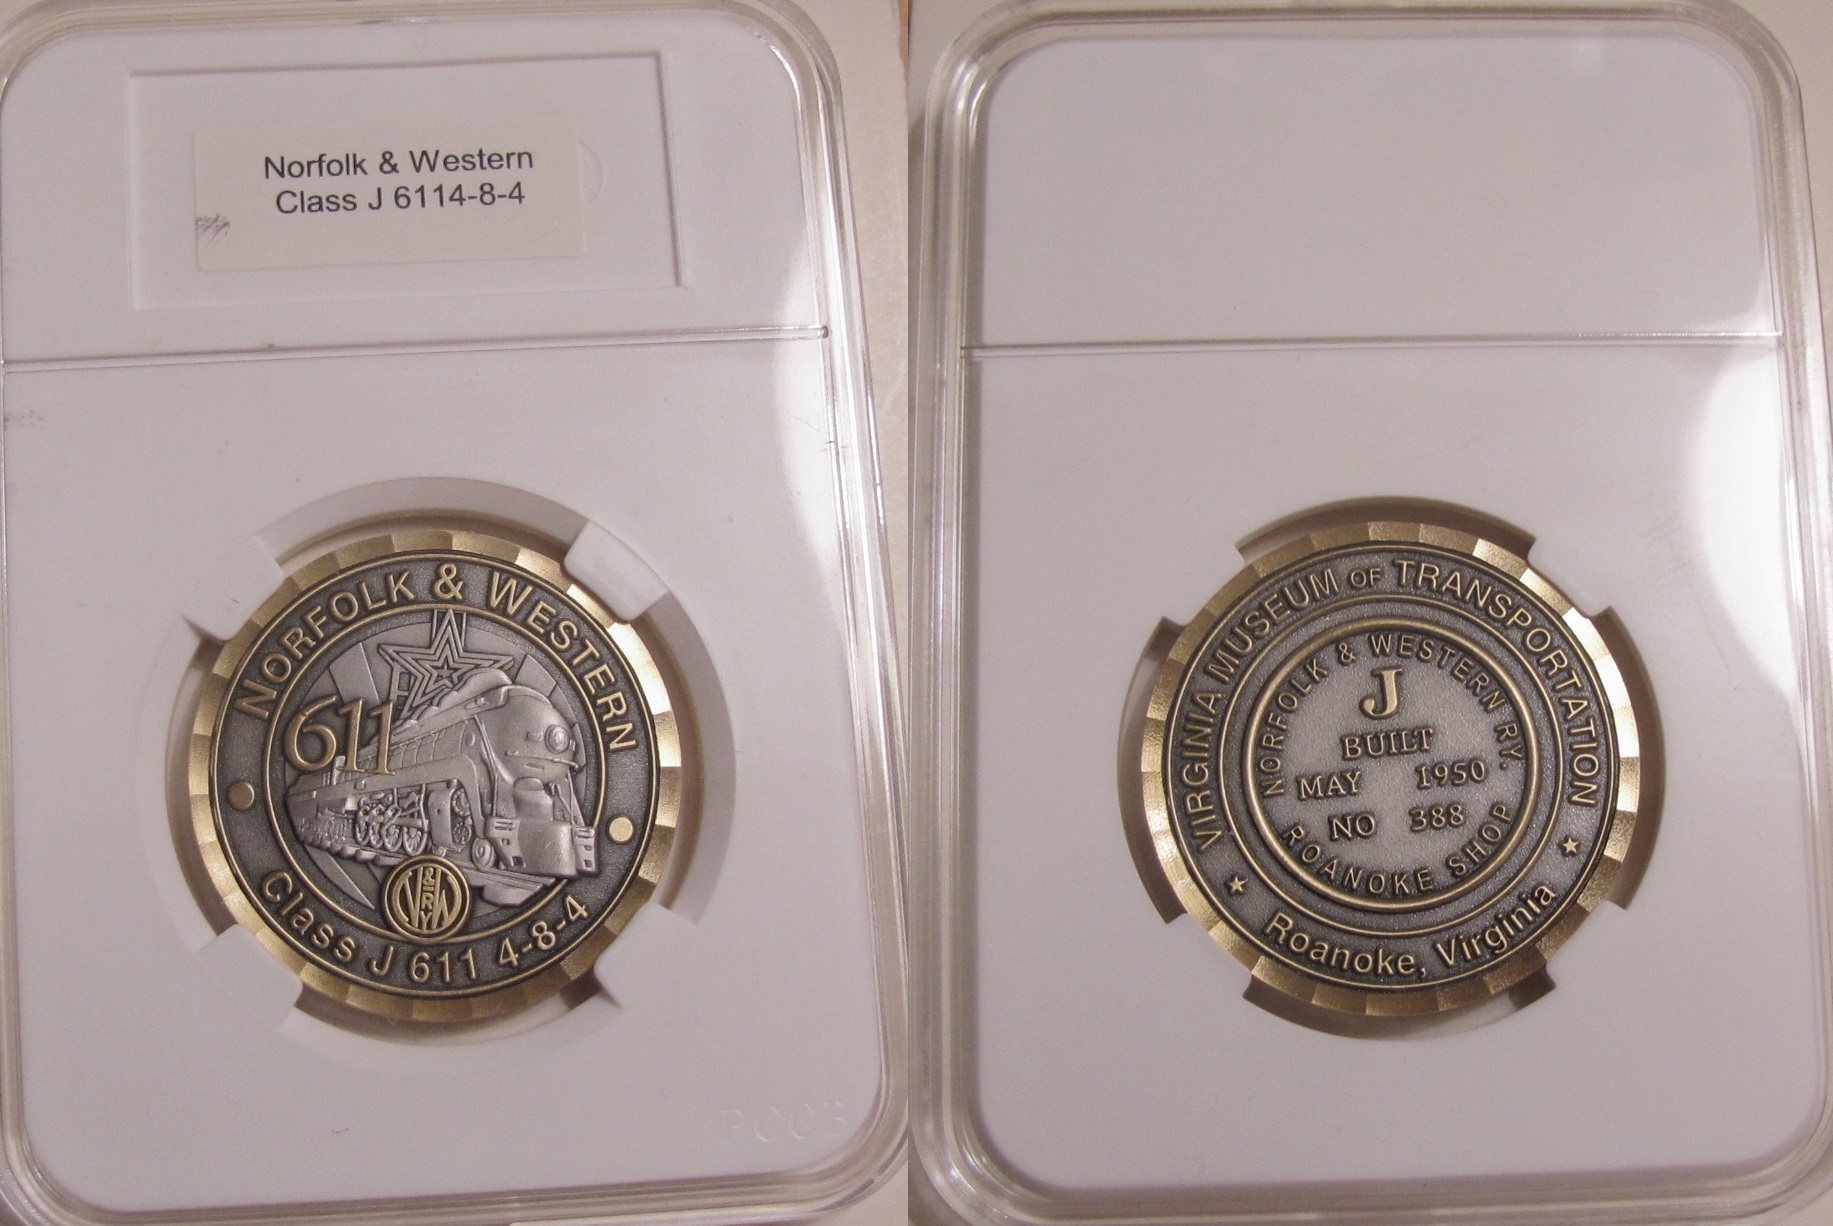 Norfolk & Western
Class J 6114-8-4
NORFOLK & WESTERN
611
N&W RY
Class J 611 4-8-4
VIRGINIA MUSEUM OF TRANSPORTATION
NORFOLK & WESTERN RY.
J
BUILT
MAY 1950
NO 388
ROANOKE SHOP
★ Roanoke, Virginia ★